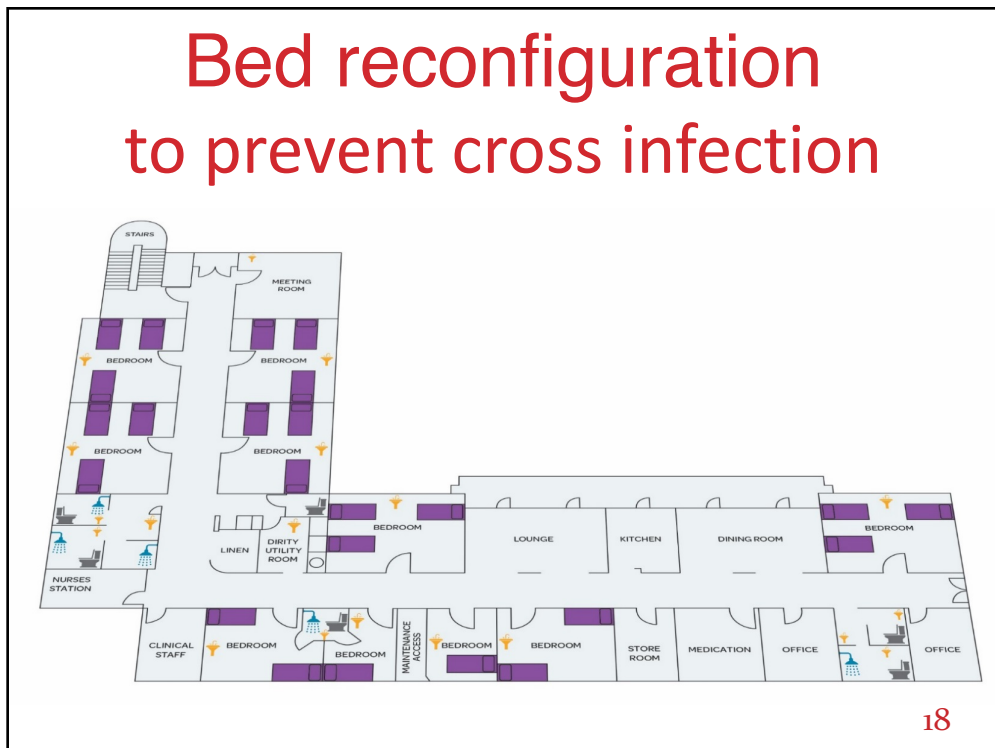 Bed reconfiguration
to prevent cross infection
STAIRS
MEETING
ROOM
BEDROOM
BEDROOM
BEDROOM
BEDROOM
BEDROOM
LOUNGE
KITCHEN
DINING ROOM
BEDROOM
LINEN
DIRITY
UTILITY
ROOM
NURSES
STATION
CLINICAL
STAFF
BEDROOM
BEDROOM
MAINTENANCE
ACCESS
BEDROOM
BEDROOM
STORE
ROOM
MEDICATION
OFFICE
OFFICE
18